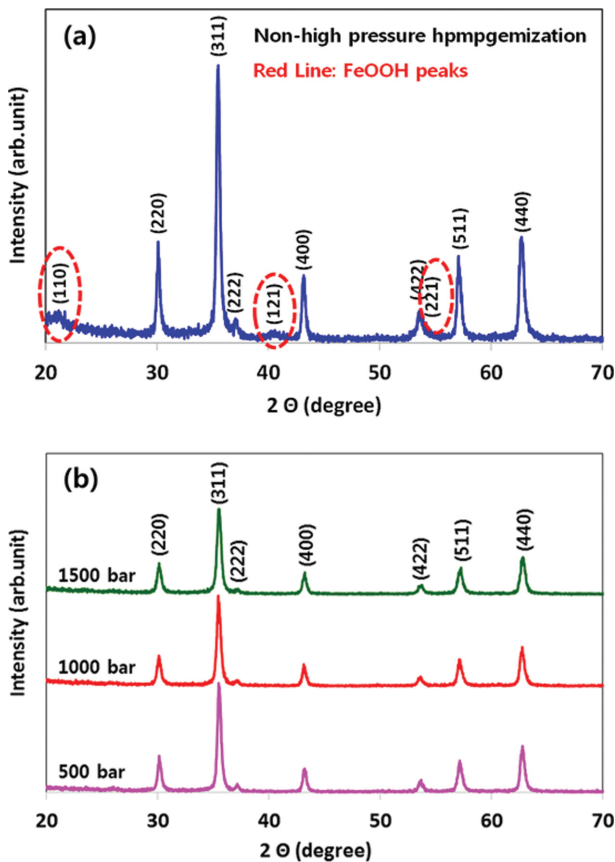 (a)
Non-high pressure hpmpgemization
Red Line: FeOOH peaks
Intensity (arb.unit)
(110)
(220)
(311)
(222)
(121)
(400)
(422)
(221)
(511)
(440)
20 30 40 50 60 70
2 Θ (degree)
(b)
Intensity (arb.unit)
(220)
(311)
(222)
(400)
(422)
(511)
(440)
1500 bar
1000 bar
500 bar
20 30 40 50 60 70
2 Θ (degree)